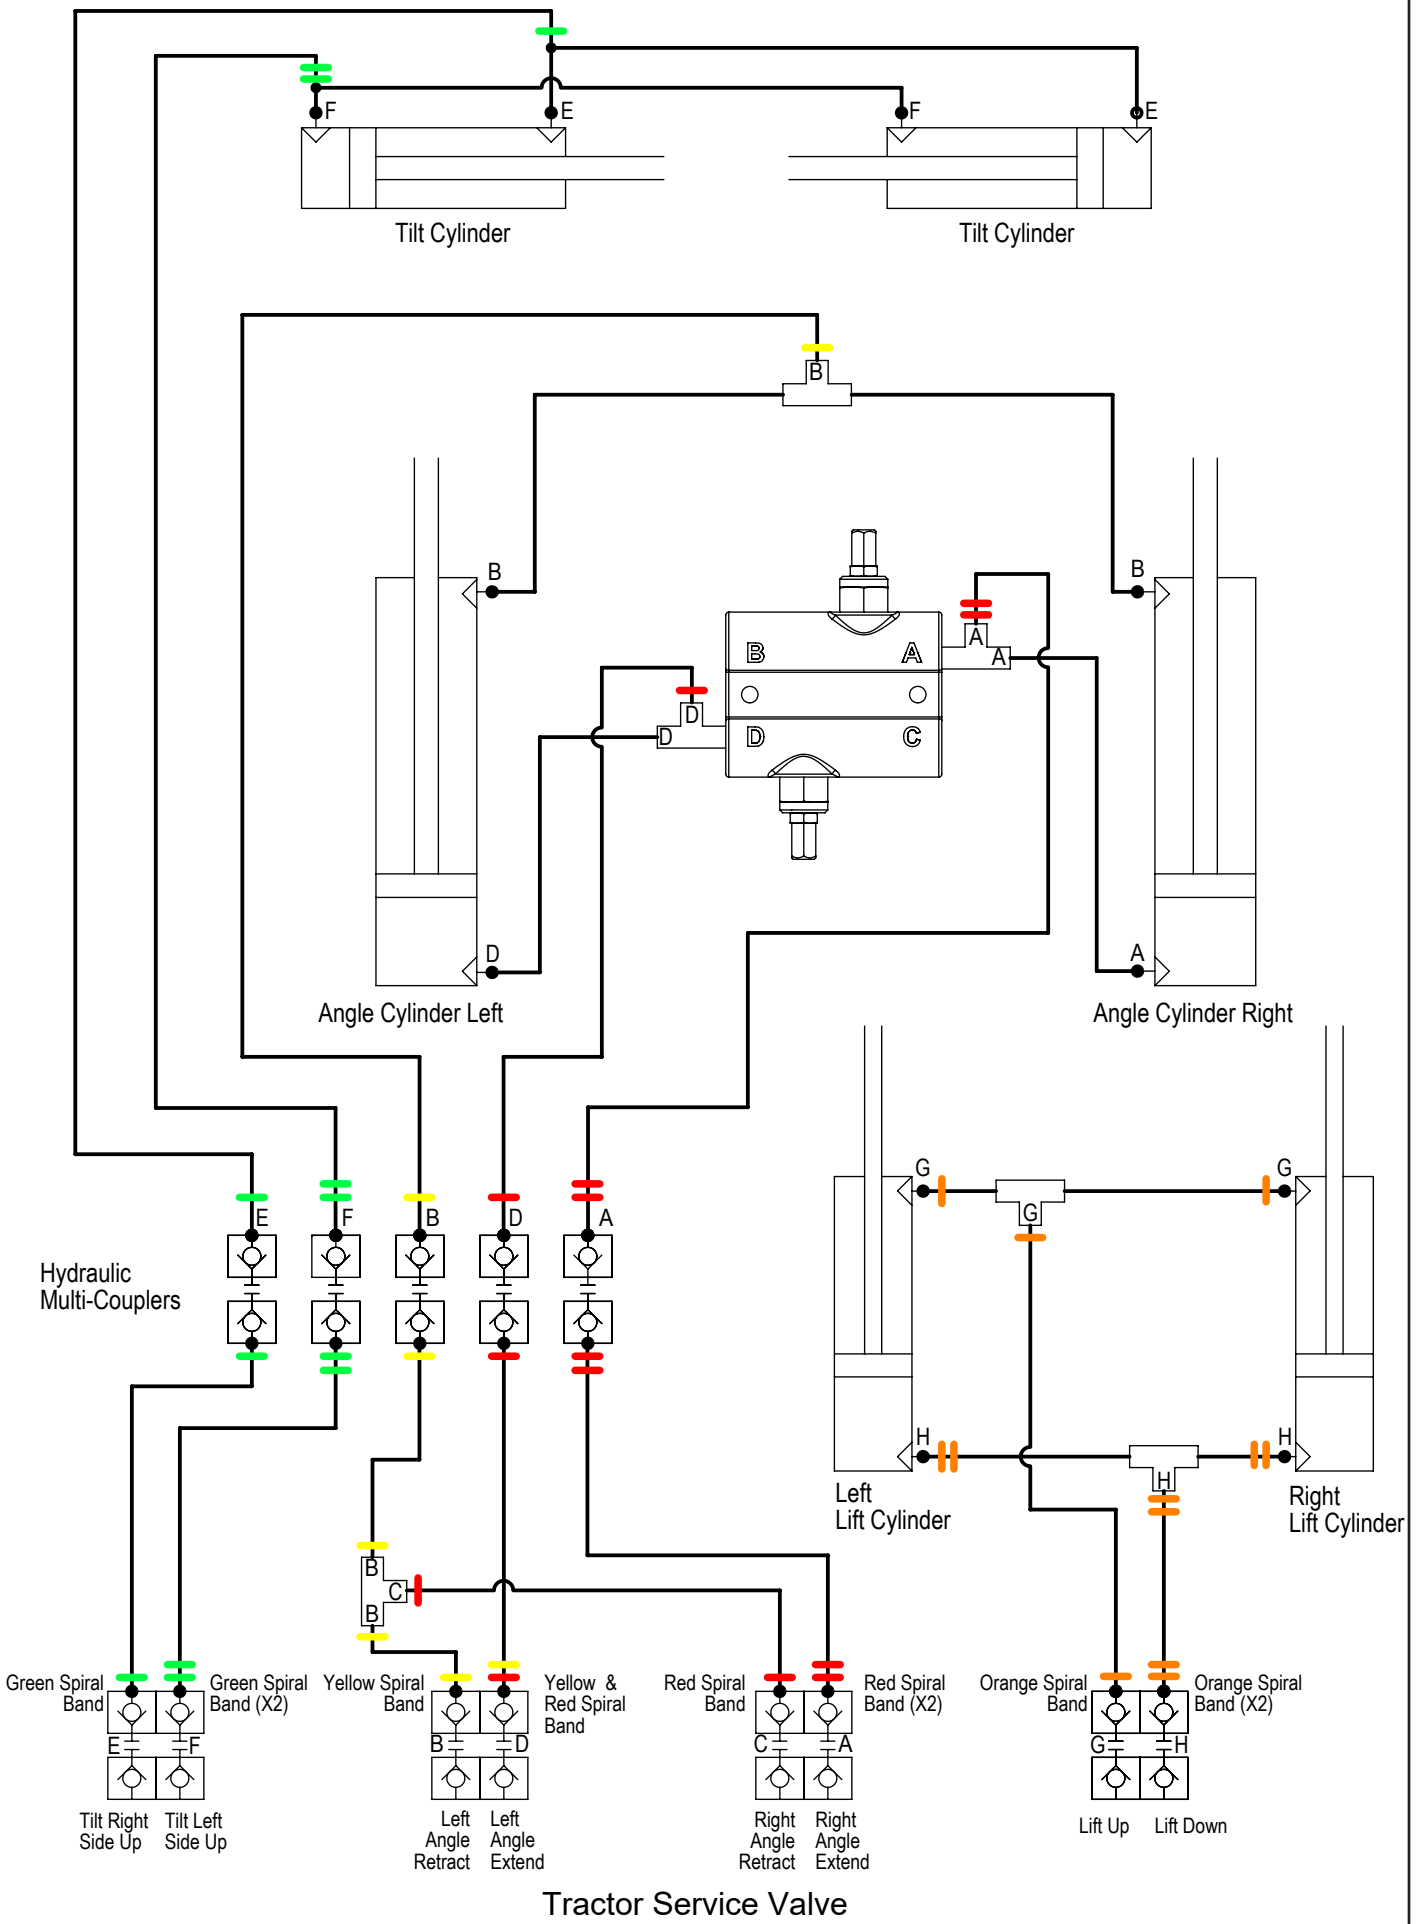 F
E
F
E
Tilt Cylinder
Tilt Cylinder
B
B
B
B
A
A
A
D
D
D
C
D
A
Angle Cylinder Left
Angle Cylinder Right
G
G
G
E
F
B
D
A
Hydraulic
Multi-Couplers
H
H
H
Left
Lift Cylinder
Right
Lift Cylinder
B
C
B
Green Spiral
Band
Green Spiral
Band (X2)
Yellow Spiral
Band
Yellow &
Red Spiral
Band
Red Spiral
Band
Red Spiral
Band (X2)
Orange Spiral
Band
Orange Spiral
Band (X2)
E
F
B
D
C
A
G
H
Tilt Right
Side Up
Tilt Left
Side Up
Left
Angle
Retract
Left
Angle
Extend
Right
Angle
Retract
Right
Angle
Extend
Lift Up
Lift Down
Tractor Service Valve